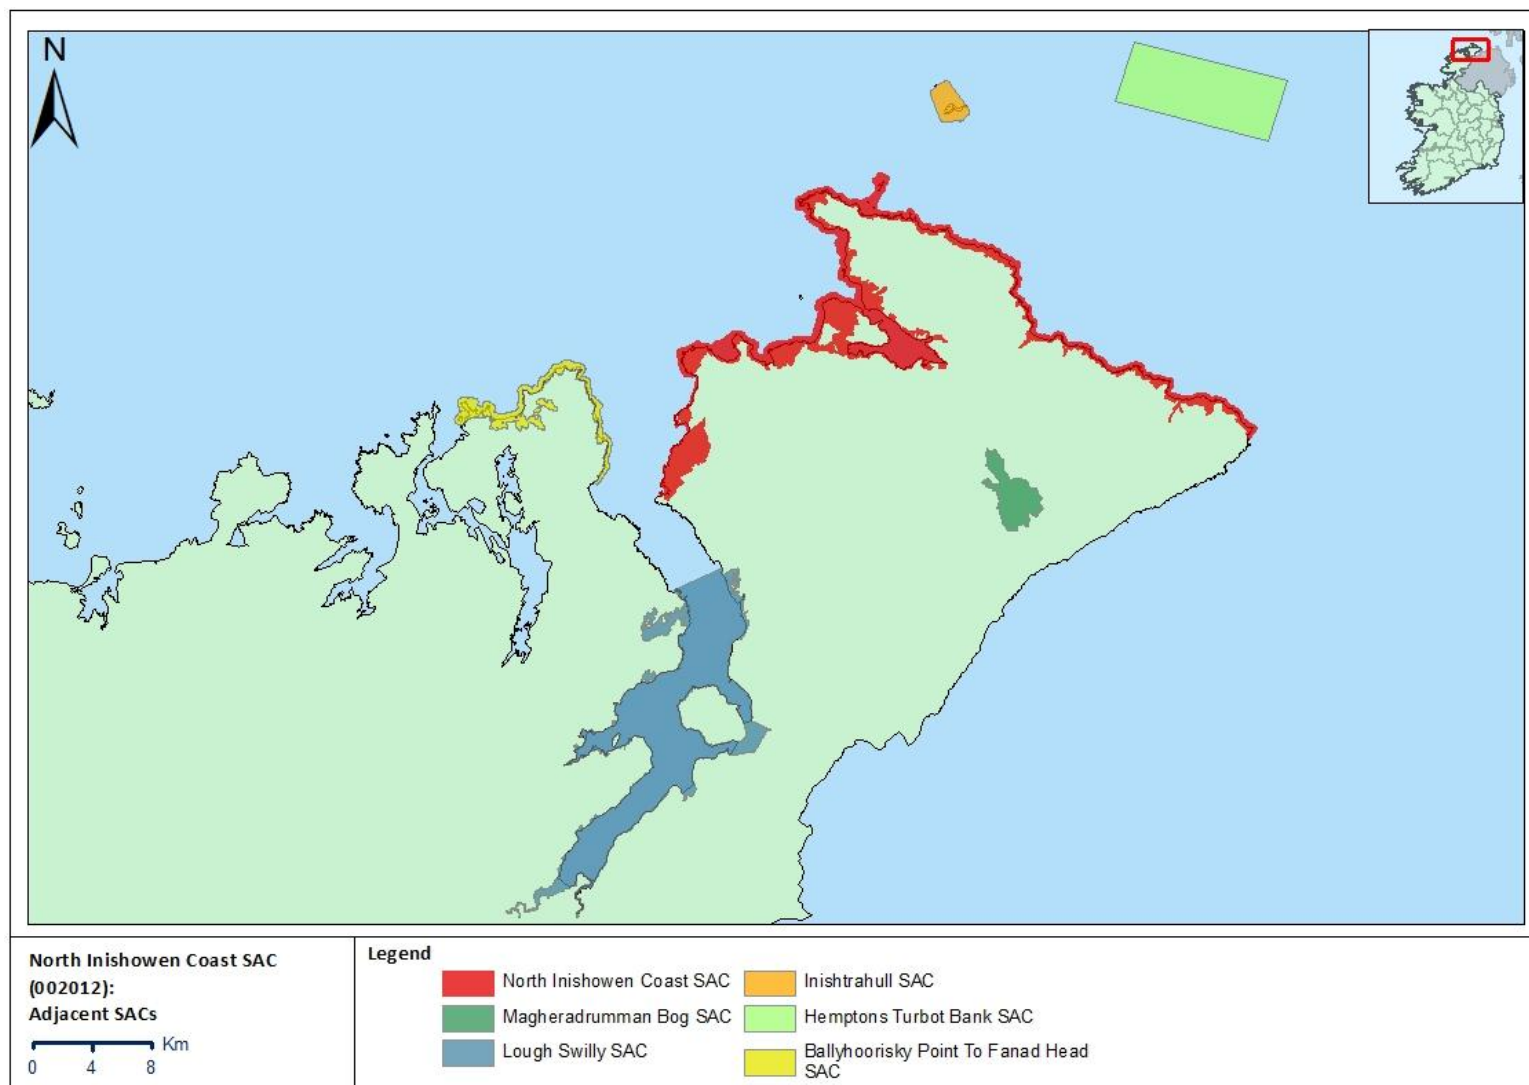 N
North Inishowen Coast SAC
(002012):
Adjacent SACs
Km
0 4 8
Legend
North Inishowen Coast SAC
Magheradrumman Bog SAC
Lough Swilly SAC
Inishtrahull SAC
Hemptons Turbot Bank SAC
Ballyhoorisky Point To Fanad Head
SAC